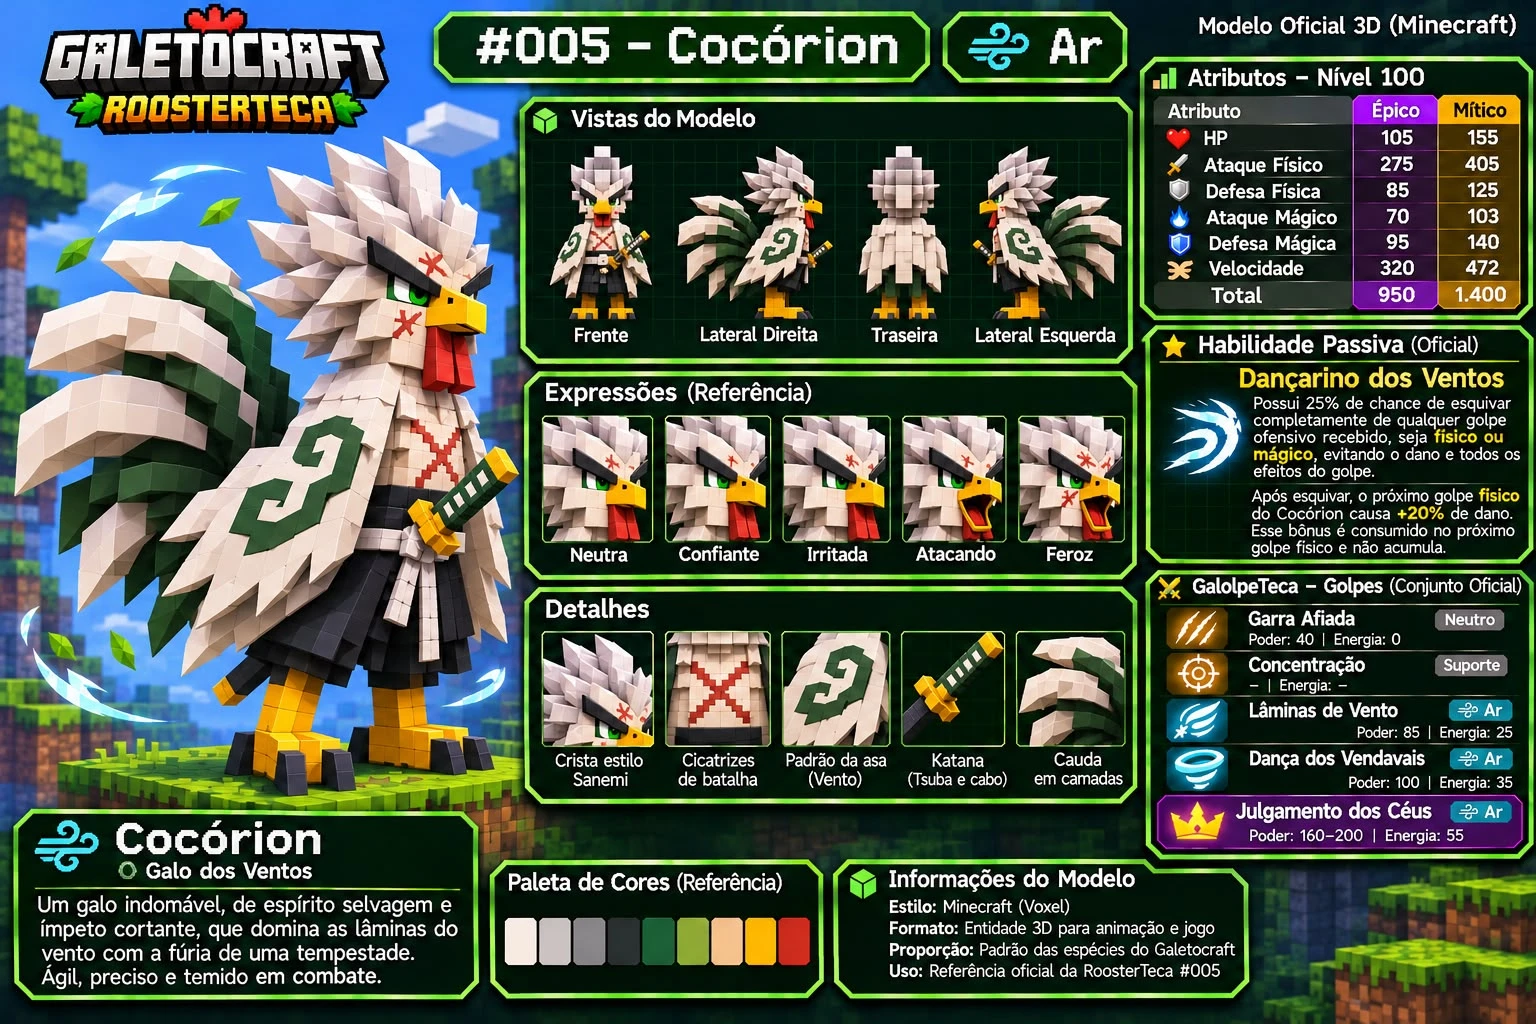 GALETOCRAFT
ROOSTERTECA
#005 - Cocórion
Ar
Modelo Oficial 3D (Minecraft)
Vistas do Modelo
Frente
Lateral Direita
Traseira
Lateral Esquerda
Expressões (Referência)
Neutra
Confiante
Irritada
Atacando
Feroz
Detalhes
Crista estilo
Sanemi
Cicatrizes
de batalha
Padrão da asa
(Vento)
Katana
(Tsuba e cabo)
Cauda
em camadas
Atributos – Nível 100
Atributo Épico Mítico
HP 105 155
Ataque Físico 275 405
Defesa Física 85 125
Ataque Mágico 70 103
Defesa Mágica 95 140
Velocidade 320 472
Total 950 1.400
Habilidade Passiva (Oficial)
Dançarino dos Ventos
Possui 25% de chance de esquivar
completamente de qualquer golpe
ofensivo recebido, seja físico ou
mágico, evitando o dano e todos os
efeitos do golpe.
Após esquivar, o próximo golpe físico
do Cocórion causa +20% de dano.
Esse bônus é consumido no próximo
golpe físico e não acumula.
GalolpeTeca – Golpes (Conjunto Oficial)
Garra Afiada Neutro
Poder: 40 | Energia: 0
Concentração Suporte
– | Energia: –
Lâminas de Vento Ar
Poder: 85 | Energia: 25
Dança dos Vendavais Ar
Poder: 100 | Energia: 35
Julgamento dos Céus Ar
Poder: 160–200 | Energia: 55
Cocórion
Galo dos Ventos
Um galo indomável, de espírito selvagem e
ímpeto cortante, que domina as lâminas do
vento com a fúria de uma tempestade.
Ágil, preciso e temido em combate.
Paleta de Cores (Referência)
Informações do Modelo
Estilo: Minecraft (Voxel)
Formato: Entidade 3D para animação e jogo
Proporção: Padrão das espécies do Galetocraft
Uso: Referência oficial da RoosterTeca #005